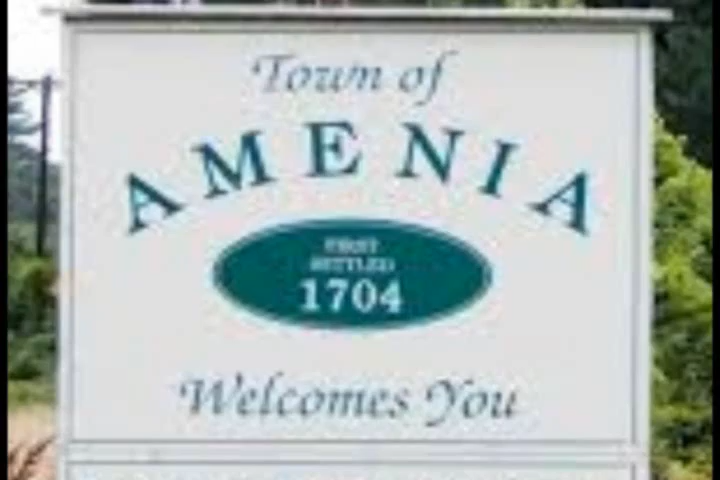 Town of
AMENIA
FIRST
SETTLED
1704
Welcomes You